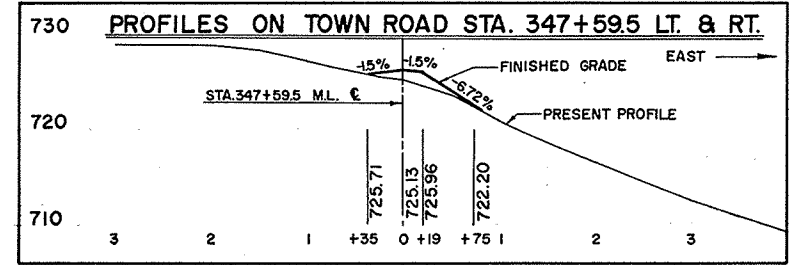 730 PROFILES ON TOWN ROAD STA. 347+59.5 LT. & RT.
EAST
-1.5% -1.5%
FINISHED GRADE
-6.72%
STA.347+59.5 M.L. ℄
720
PRESENT PROFILE
725.71 725.13 725.96 722.20
710
3 2 1 +35 0 +19 +75 1 2 3